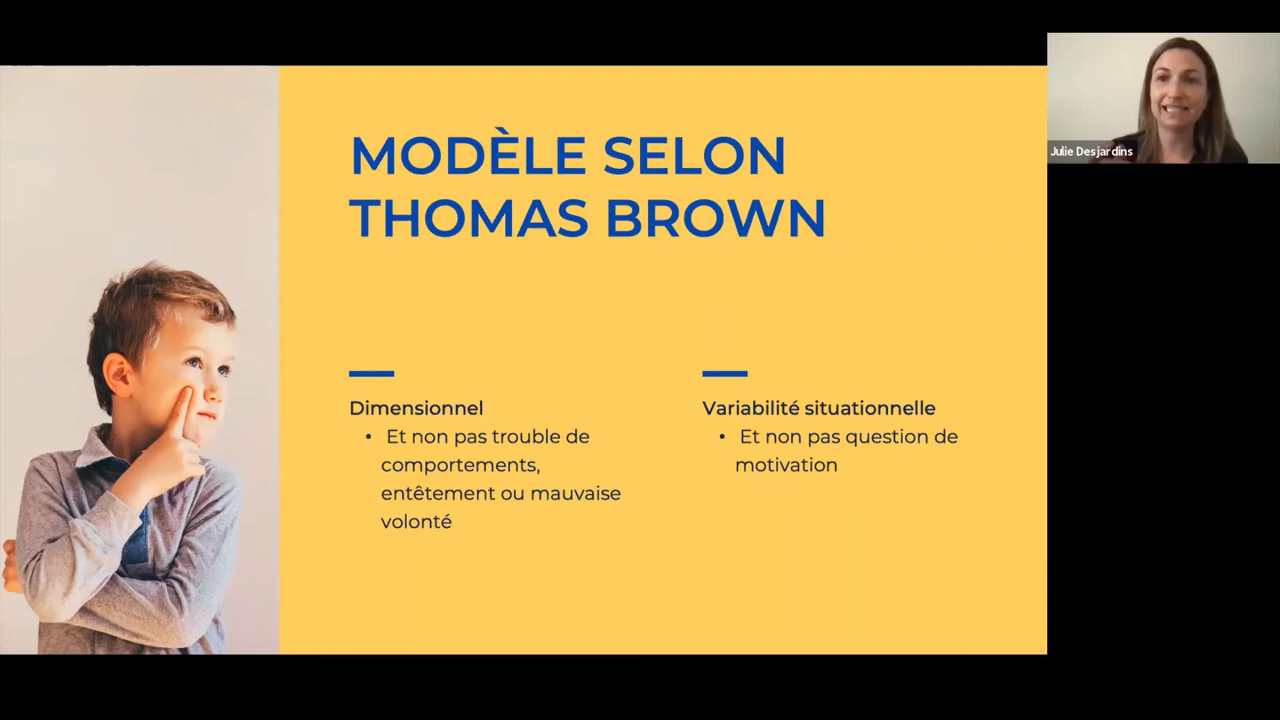 MODÈLE SELON
THOMAS BROWN
Dimensionnel
• Et non pas trouble de
comportements,
entêtement ou mauvaise
volonté
Variabilité situationnelle
• Et non pas question de
motivation
Julie Desjardins